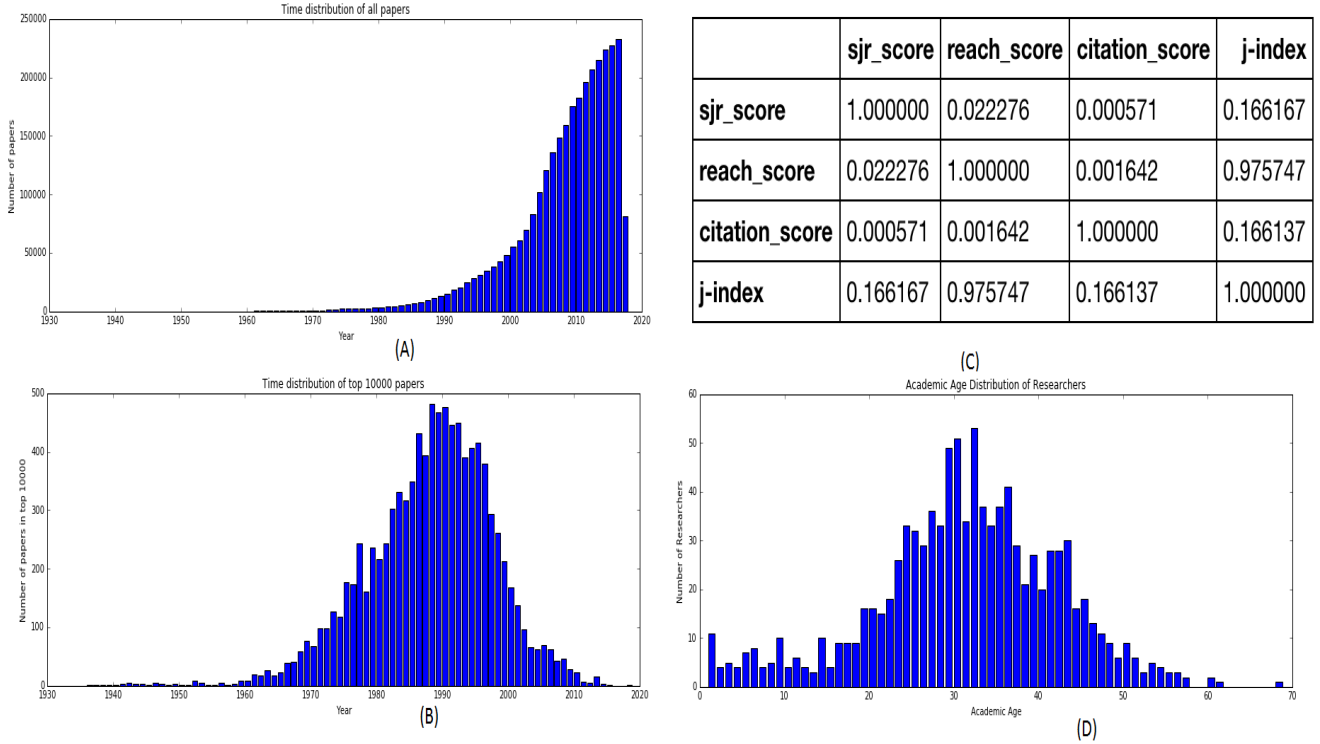 Time distribution of all papers
250000
200000
150000
100000
50000
0
Number of papers
1930 1940 1950 1960 1970 1980 1990 2000 2010 2020
Year
(A)
sjr_score reach_score citation_score j-index
sjr_score 1.000000 0.022276 0.000571 0.166167
reach_score 0.022276 1.000000 0.001642 0.975747
citation_score 0.000571 0.001642 1.000000 0.166137
j-index 0.166167 0.975747 0.166137 1.000000
(C)
Time distribution of top 10000 papers
500
400
300
200
100
0
Number of papers in top 10000
1930 1940 1950 1960 1970 1980 1990 2000 2010 2020
Year
(B)
Academic Age Distribution of Researchers
60
50
40
30
20
10
0
Number of Researchers
0 10 20 30 40 50 60 70
Academic Age
(D)